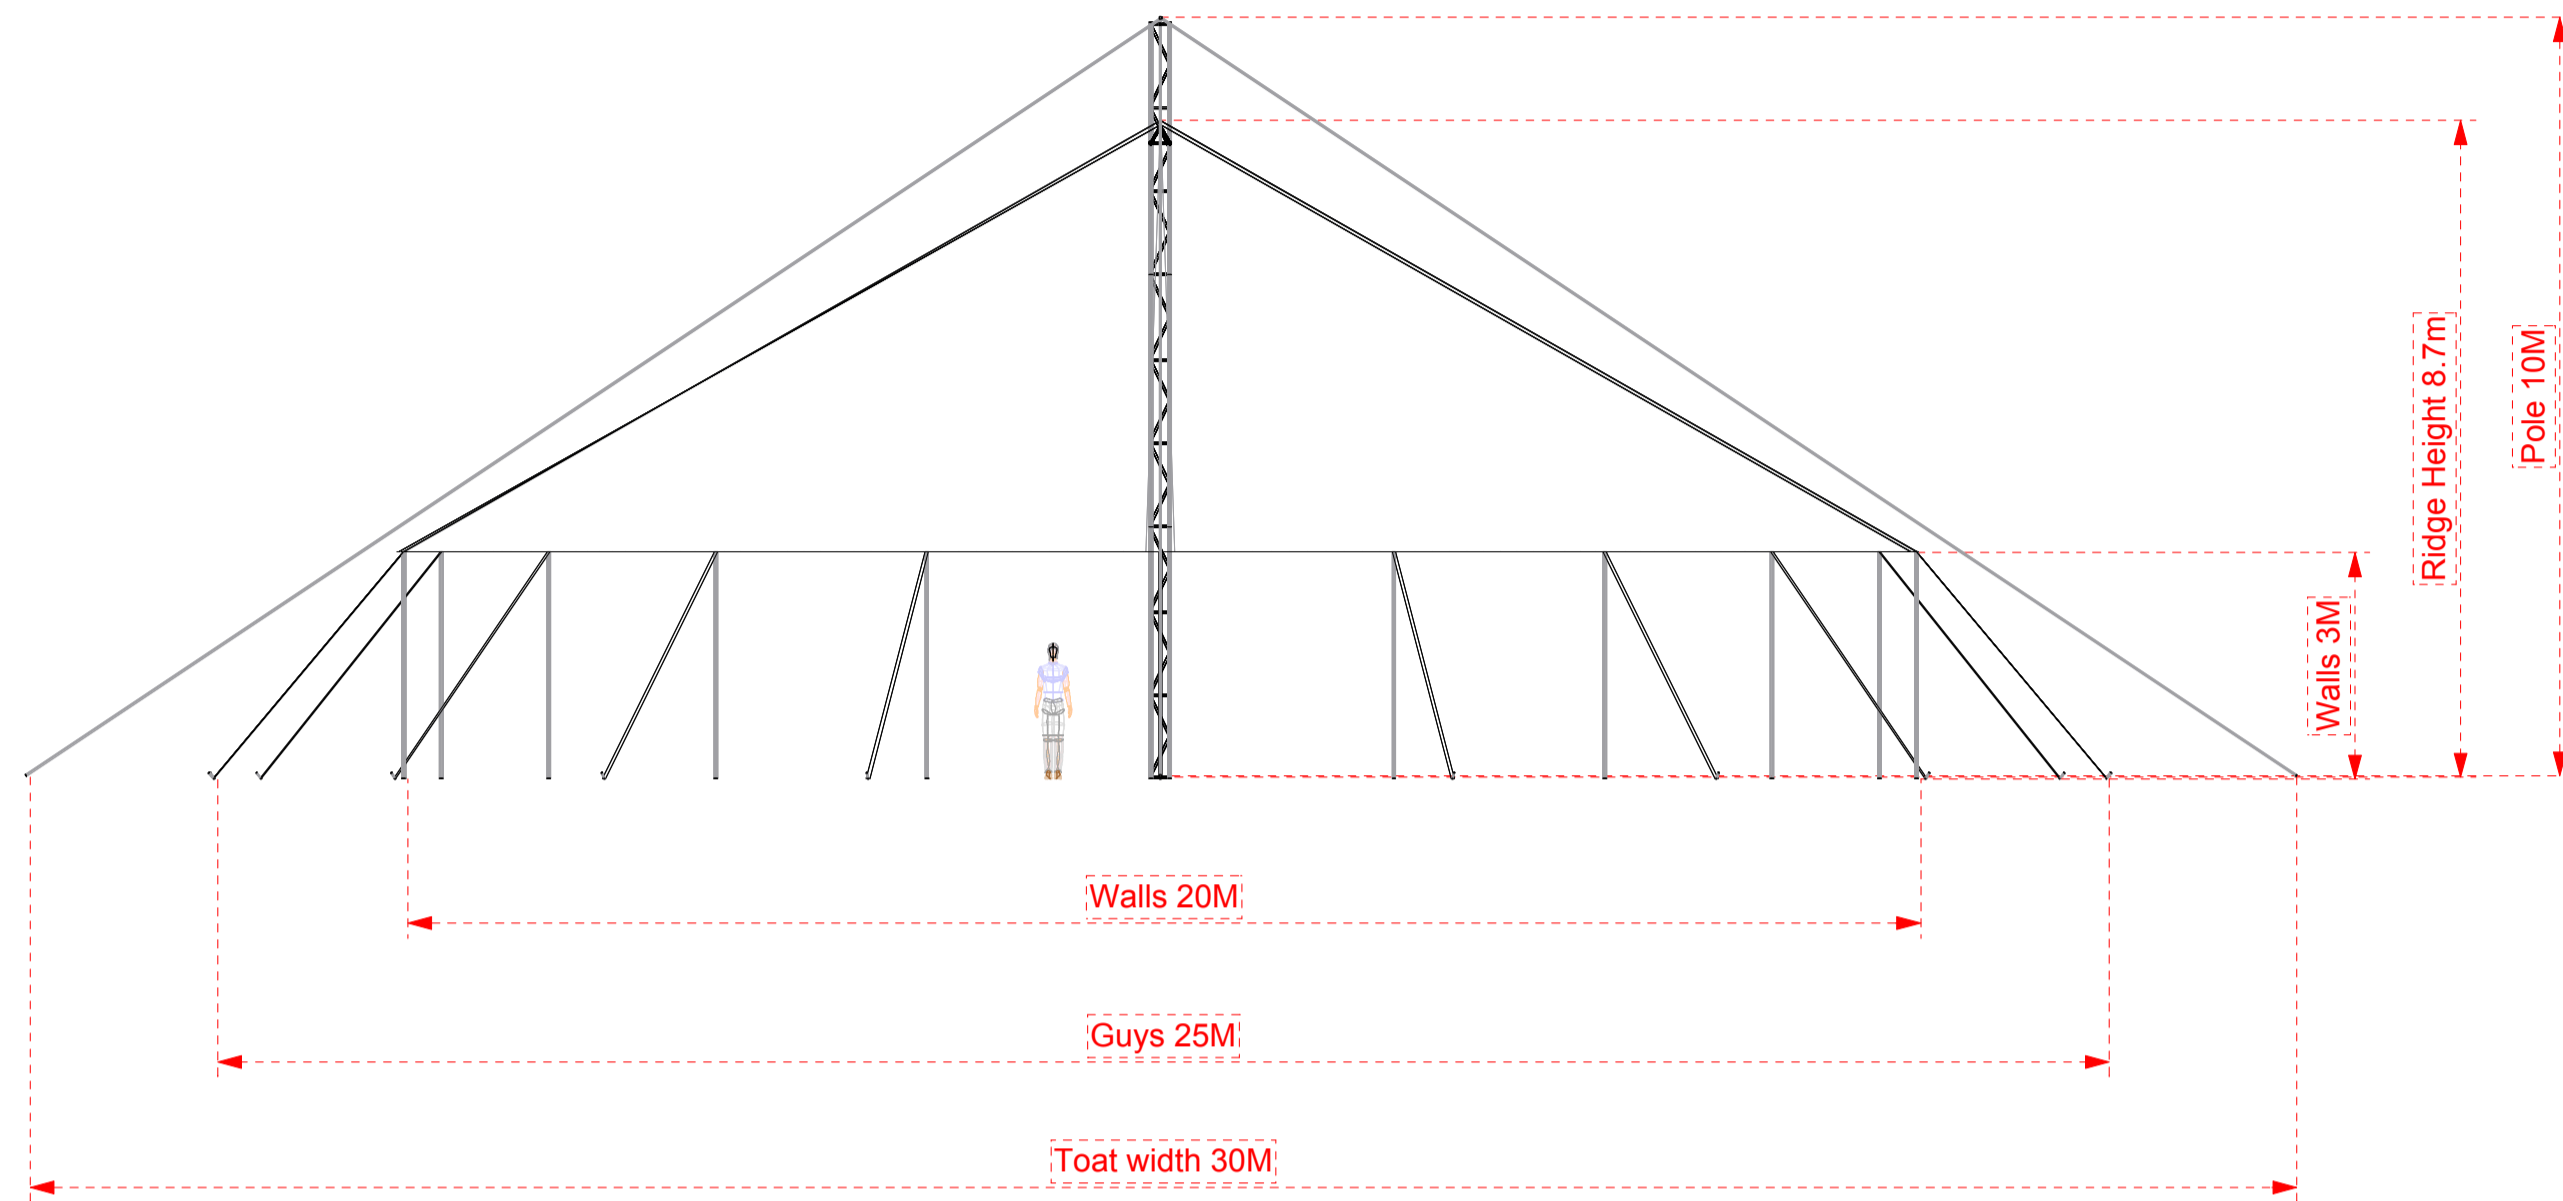 Ridge Height 8.7m
Pole 10M
Walls 3M
Walls 20M
Guys 25M
Toat width 30M